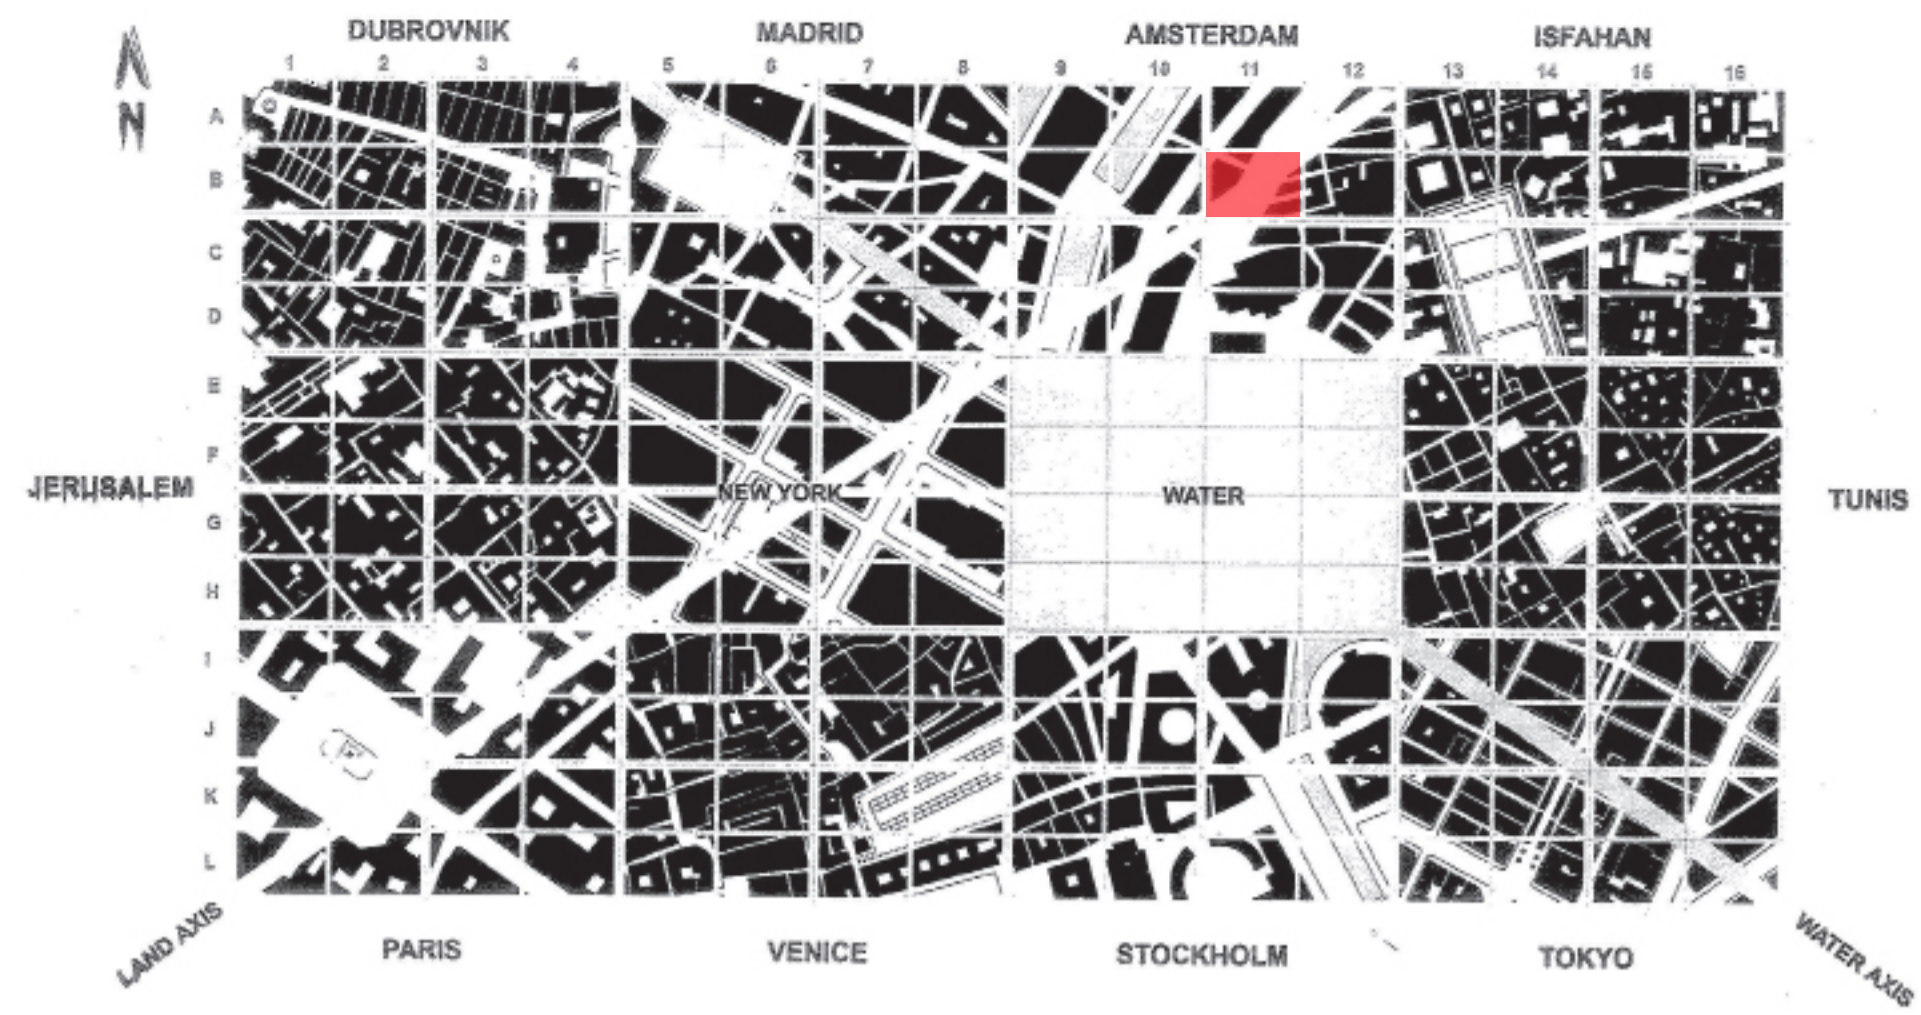 DUBROVNIK MADRID AMSTERDAM ISFAHAN
1 2 3 4 5 6 7 8 9 10 11 12 13 14 15 16
N
A
B
C
D
E
F
JERUSALEM NEW YORK WATER TUNIS
G
H
I
J
K
L
LAND AXIS
WATER AXIS
PARIS VENICE STOCKHOLM TOKYO